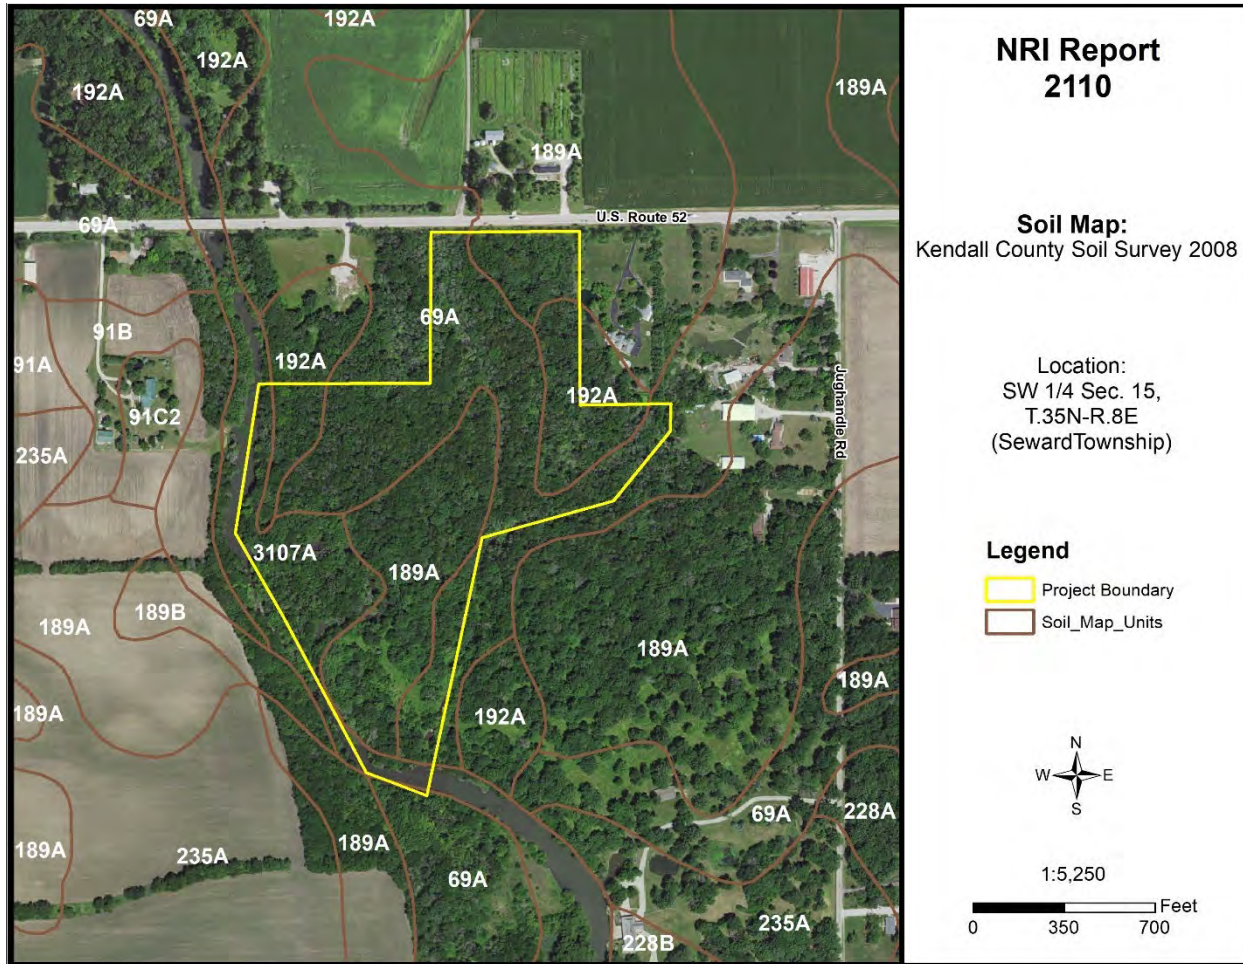 69A
192A
192A
192A
189A
189A
U.S. Route 52
69A
69A
91B
192A
91A
91C2
192A
Jughandle Rd
235A
3107A
189A
189B
189A
189A
189A
189A
192A
69A
228A
189A
189A
235A
69A
235A
228B
NRI Report
2110
Soil Map:
Kendall County Soil Survey 2008
Location:
SW 1/4 Sec. 15,
T.35N-R.8E
(SewardTownship)
Legend
Project Boundary
Soil_Map_Units
N
W E
S
1:5,250
Feet
0 350 700